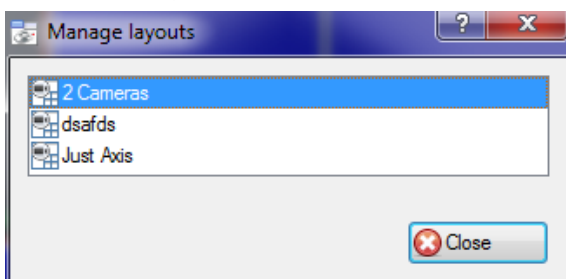 Manage layouts
?
X
2 Cameras
dsafds
Just Axis
Close